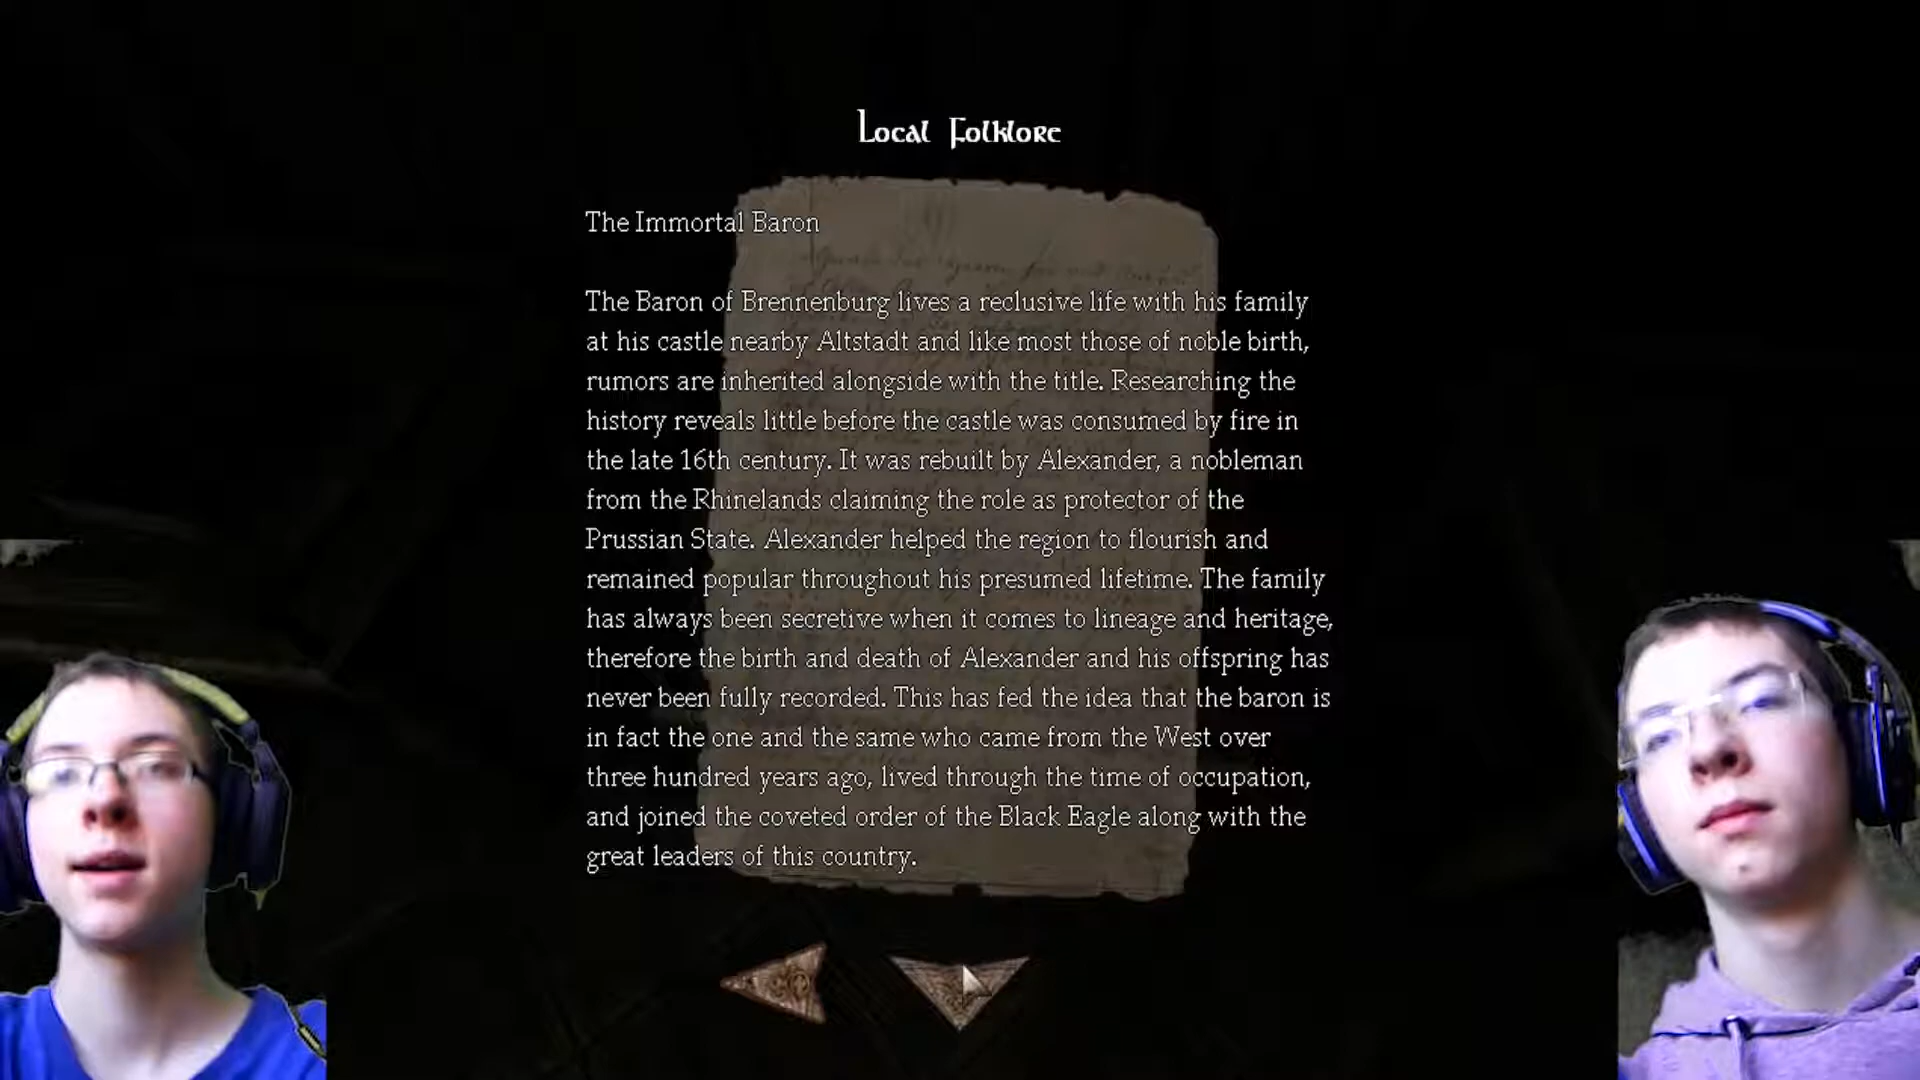 Local Folklore
The Immortal Baron
The Baron of Brennenburg lives a reclusive life with his family
at his castle nearby Altstadt and like most those of noble birth,
rumors are inherited alongside with the title. Researching the
history reveals little before the castle was consumed by fire in
the late 16th century. It was rebuilt by Alexander, a nobleman
from the Rhinelands claiming the role as protector of the
Prussian State. Alexander helped the region to flourish and
remained popular throughout his presumed lifetime. The family
has always been secretive when it comes to lineage and heritage,
therefore the birth and death of Alexander and his offspring has
never been fully recorded. This has fed the idea that the baron is
in fact the one and the same who came from the West over
three hundred years ago, lived through the time of occupation,
and joined the coveted order of the Black Eagle along with the
great leaders of this country.